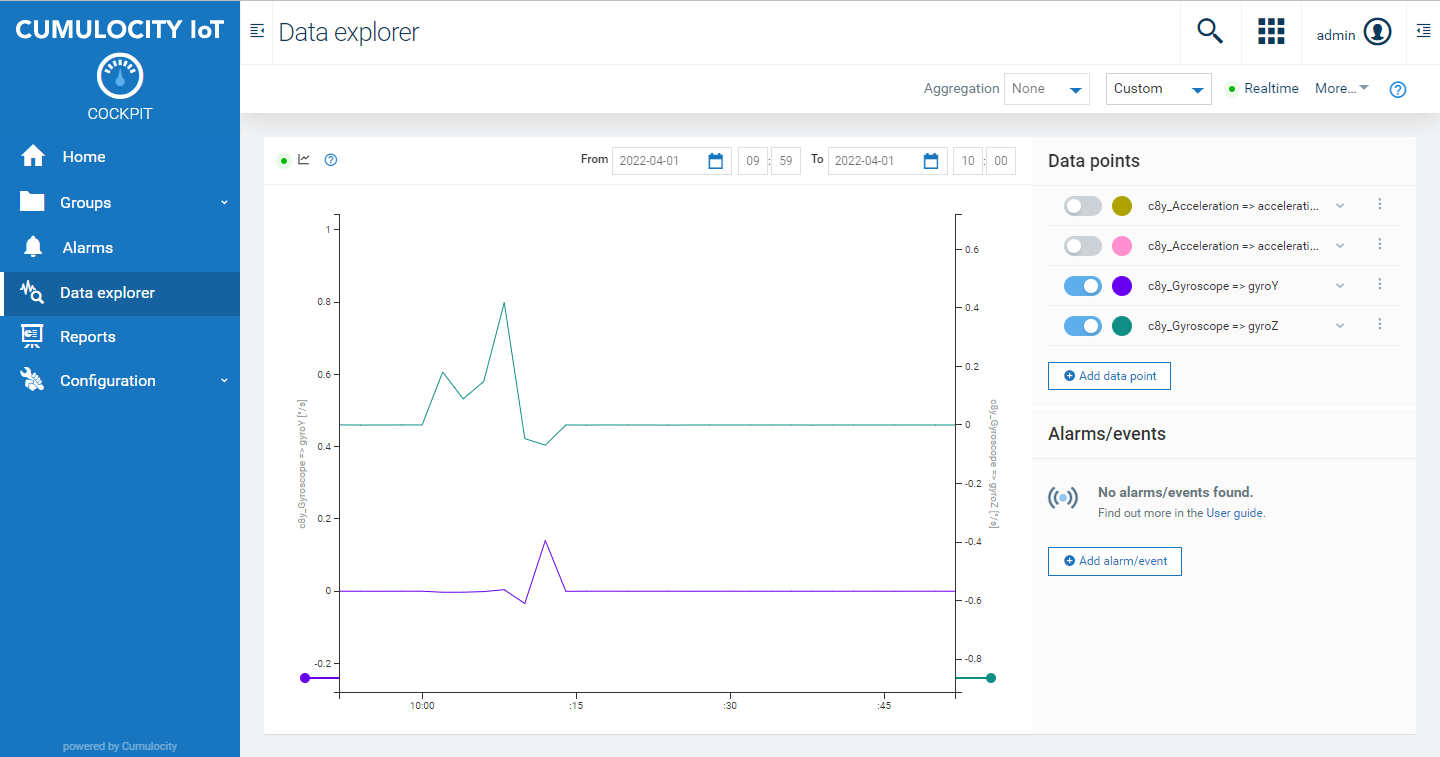 CUMULOCITY IoT
COCKPIT
Home
Groups
Alarms
Data explorer
Reports
Configuration
powered by Cumulocity
Data explorer
admin
Aggregation None Custom Realtime More...
From 2022-04-01 09 : 59 To 2022-04-01 10 : 00
c8y_Gyroscope => gyroY [°/s]
1
0.8
0.6
0.4
0.2
0
-0.2
10:00 :15 :30 :45
0.6
0.4
0.2
0
-0.2
-0.4
-0.6
-0.8
c8y_Gyroscope => gyroZ [°/s]
Data points
c8y_Acceleration => accelerati...
c8y_Acceleration => accelerati...
c8y_Gyroscope => gyroY
c8y_Gyroscope => gyroZ
Add data point
Alarms/events
No alarms/events found.
Find out more in the User guide.
Add alarm/event